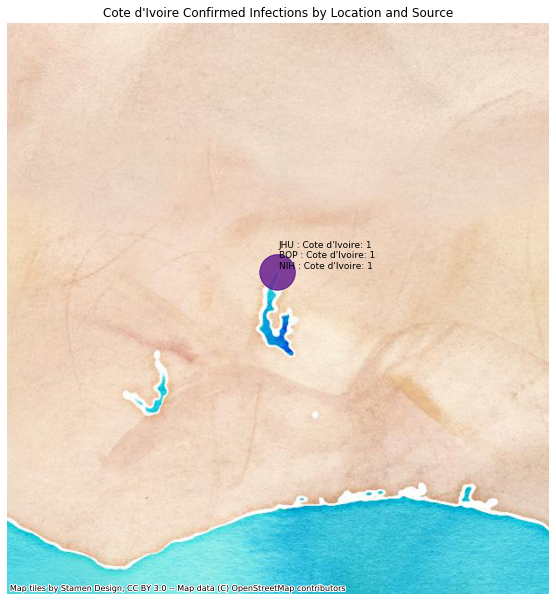 Cote d'Ivoire Confirmed Infections by Location and Source
JHU : Cote d'Ivoire: 1
BOP : Cote d'Ivoire: 1
NIH : Cote d'Ivoire: 1
Map tiles by Stamen Design, CC BY 3.0 -- Map data (C) OpenStreetMap contributors